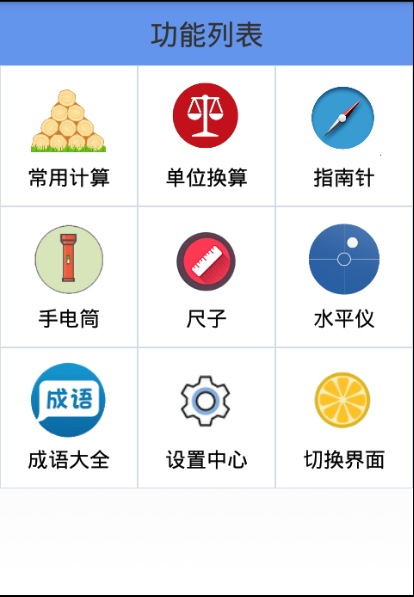 功能列表
常用计算
单位换算
指南针
手电筒
尺子
水平仪
成语
成语大全
设置中心
切换界面